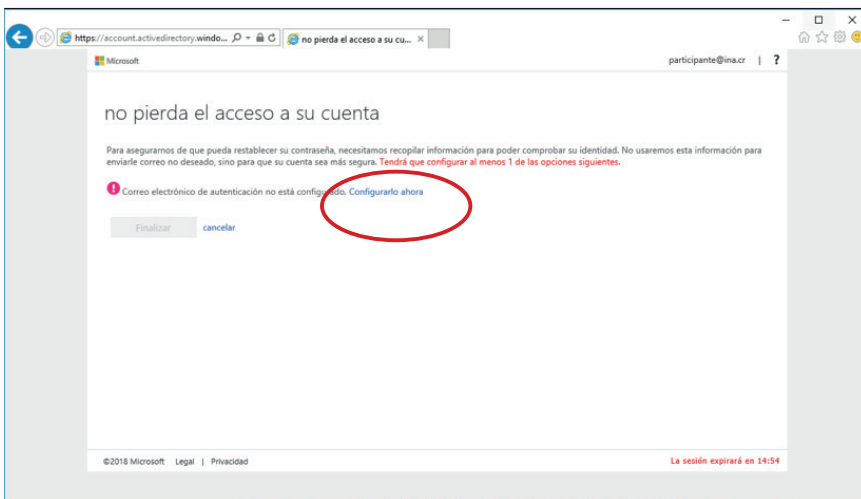 https://account.activedirectory.windo...
no pierda el acceso a su cu...
Microsoft
participante@ina.cr | ?
no pierda el acceso a su cuenta
Para asegurarnos de que pueda restablecer su contraseña, necesitamos recopilar información para poder comprobar su identidad. No usaremos esta información para
enviarle correo no deseado, sino para que su cuenta sea más segura. Tendrá que configurar al menos 1 de las opciones siguientes.
Correo electrónico de autenticación no está configurado. Configurarlo ahora
Finalizar cancelar
©2018 Microsoft Legal | Privacidad
La sesión expirará en 14:54